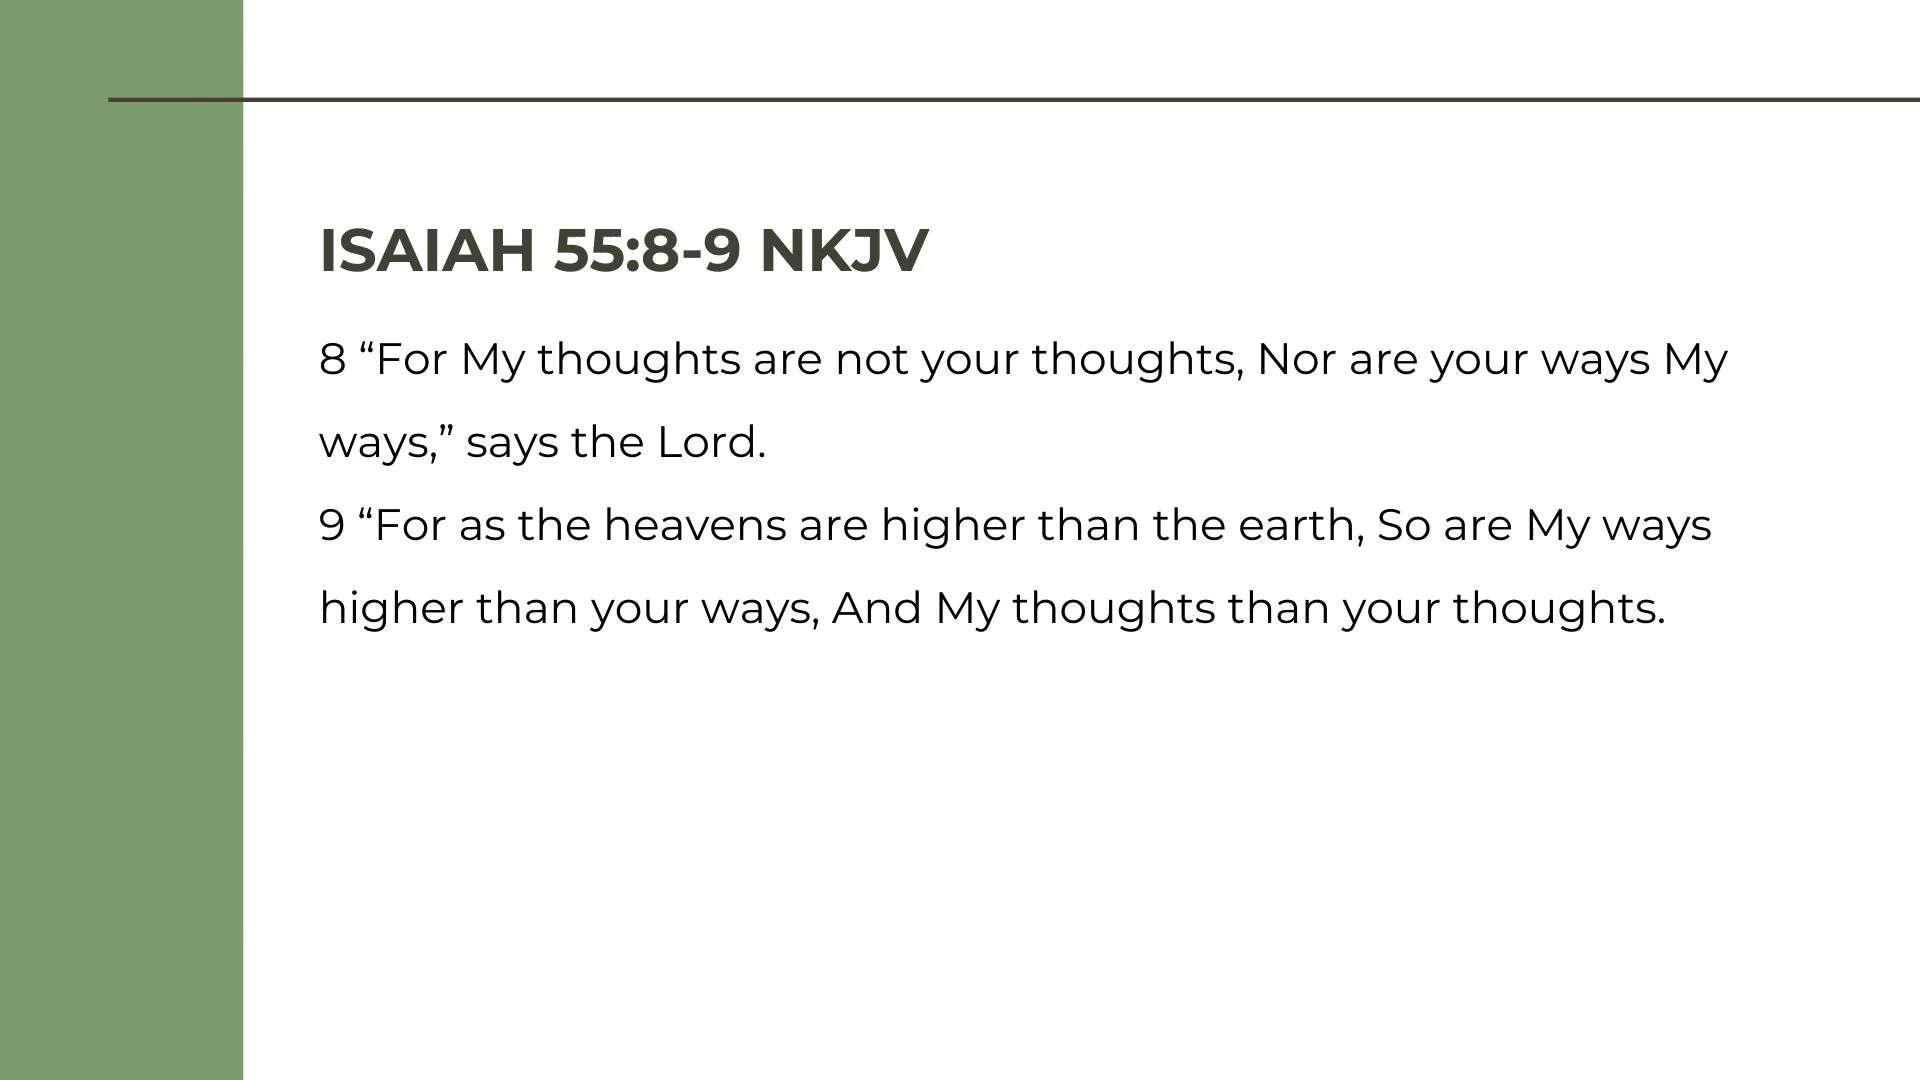 ISAIAH 55:8-9 NKJV
8 “For My thoughts are not your thoughts, Nor are your ways My
ways,” says the Lord.
9 “For as the heavens are higher than the earth, So are My ways
higher than your ways, And My thoughts than your thoughts.